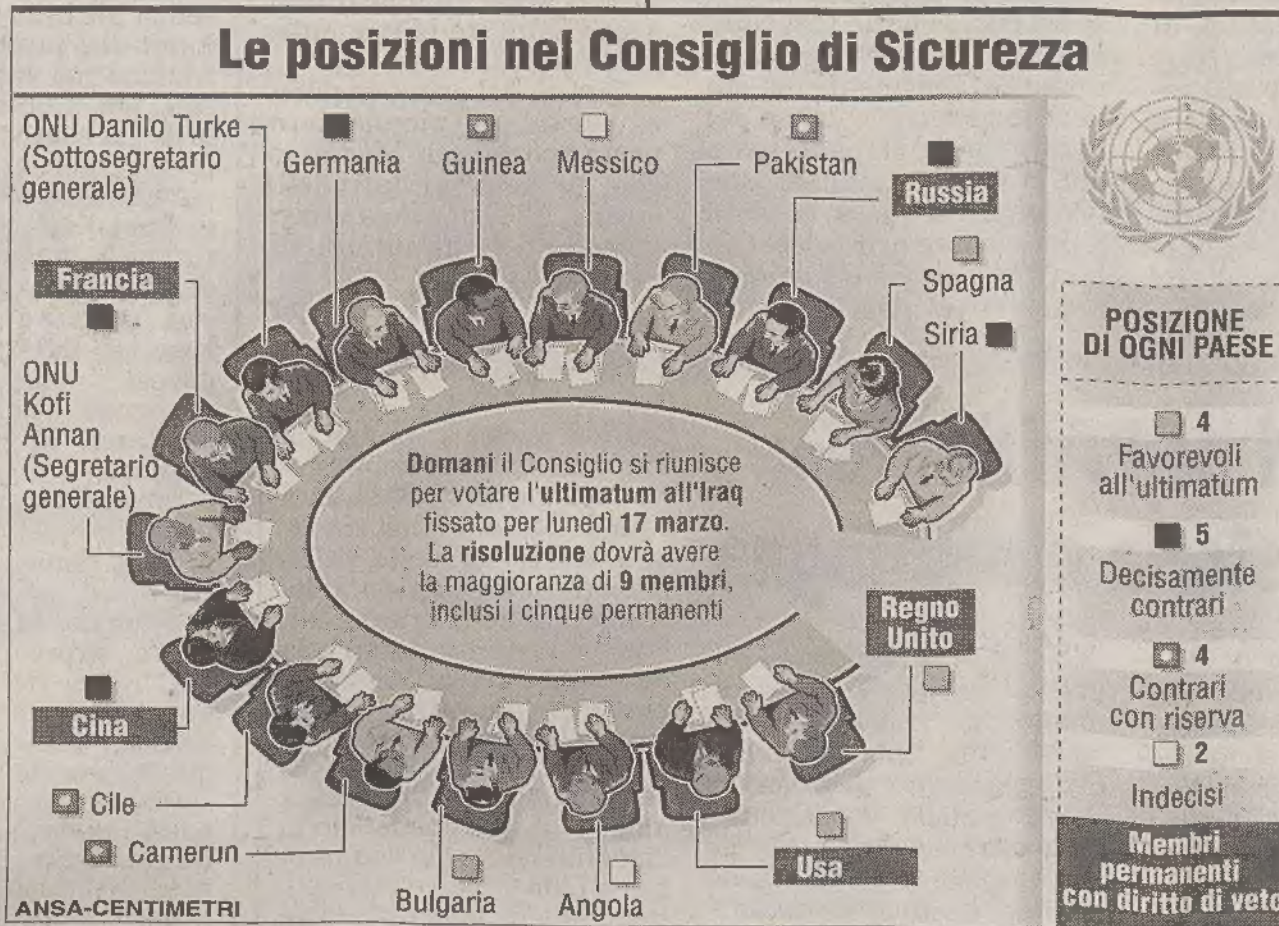 Le posizioni nel Consiglio di Sicurezza
ONU Danilo Turke
(Sottosegretario
generale)
Germania
Guinea
Messico
Pakistan
Russia
Spagna
Siria
Francia
ONU
Kofi
Annan
(Segretario
generale)
Domani il Consiglio si riunisce
per votare l'ultimatum all'Iraq
fissato per lunedì 17 marzo.
La risoluzione dovrà avere
la maggioranza di 9 membri,
inclusi i cinque permanenti
Regno
Unito
Cina
Cile
Camerun
Bulgaria
Angola
Usa
ANSA-CENTIMETRI
POSIZIONE
DI OGNI PAESE
4
Favorevoli
all'ultimatum
5
Decisamente
contrari
4
Contrari
con riserva
2
Indecisi
Membri
permanenti
con diritto di veto